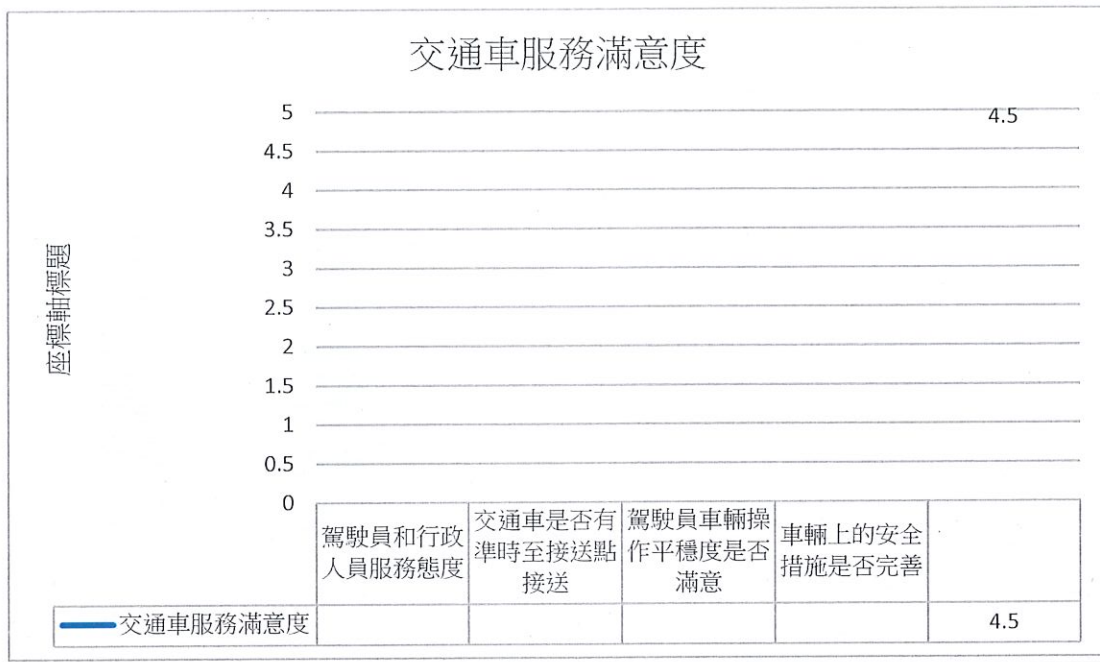 交通車服務滿意度
4.5
5
4.5
4
3.5
3
2.5
2
1.5
1
0.5
0
座標軸標題
駕駛員和行政
人員服務態度
交通車是否有
準時至接送點
接送
駕駛員車輛操
作平穩度是否
滿意
車輛上的安全
措施是否完善
交通車服務滿意度
4.5